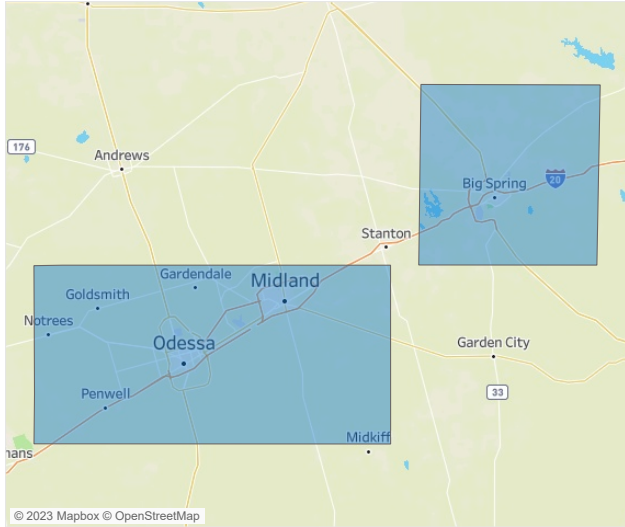 176
Andrews
Big Spring
20
Stanton
Gardendale
Midland
Goldsmith
Notrees
Odessa
Garden City
Penwell
33
Midkiff
hans
© 2023 Mapbox © OpenStreetMap